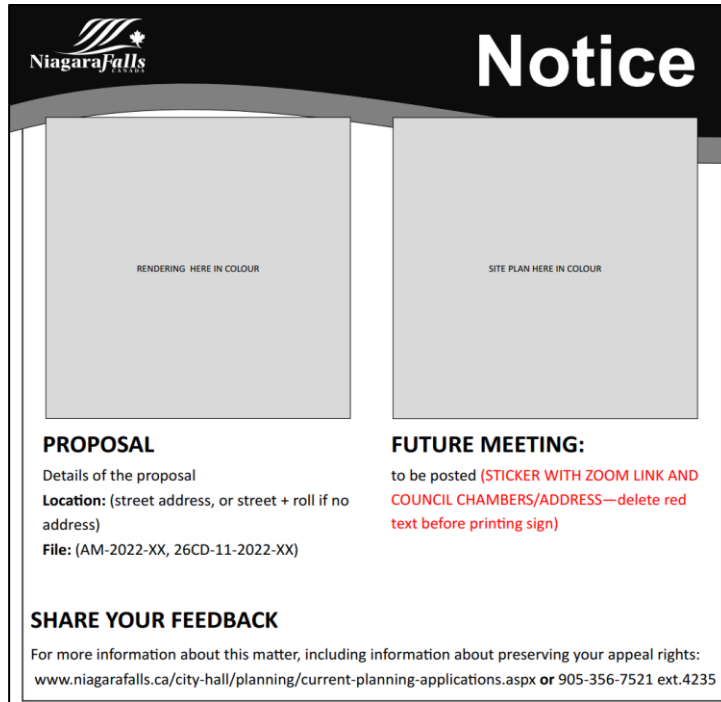 NiagaraFalls
CANADA
Notice
RENDERING HERE IN COLOUR
SITE PLAN HERE IN COLOUR
PROPOSAL
Details of the proposal
Location: (street address, or street + roll if no
address)
File: (AM-2022-XX, 26CD-11-2022-XX)
FUTURE MEETING:
to be posted (STICKER WITH ZOOM LINK AND
COUNCIL CHAMBERS/ADDRESS—delete red
text before printing sign)
SHARE YOUR FEEDBACK
For more information about this matter, including information about preserving your appeal rights:
www.niagarafalls.ca/city-hall/planning/current-planning-applications.aspx or 905-356-7521 ext.4235